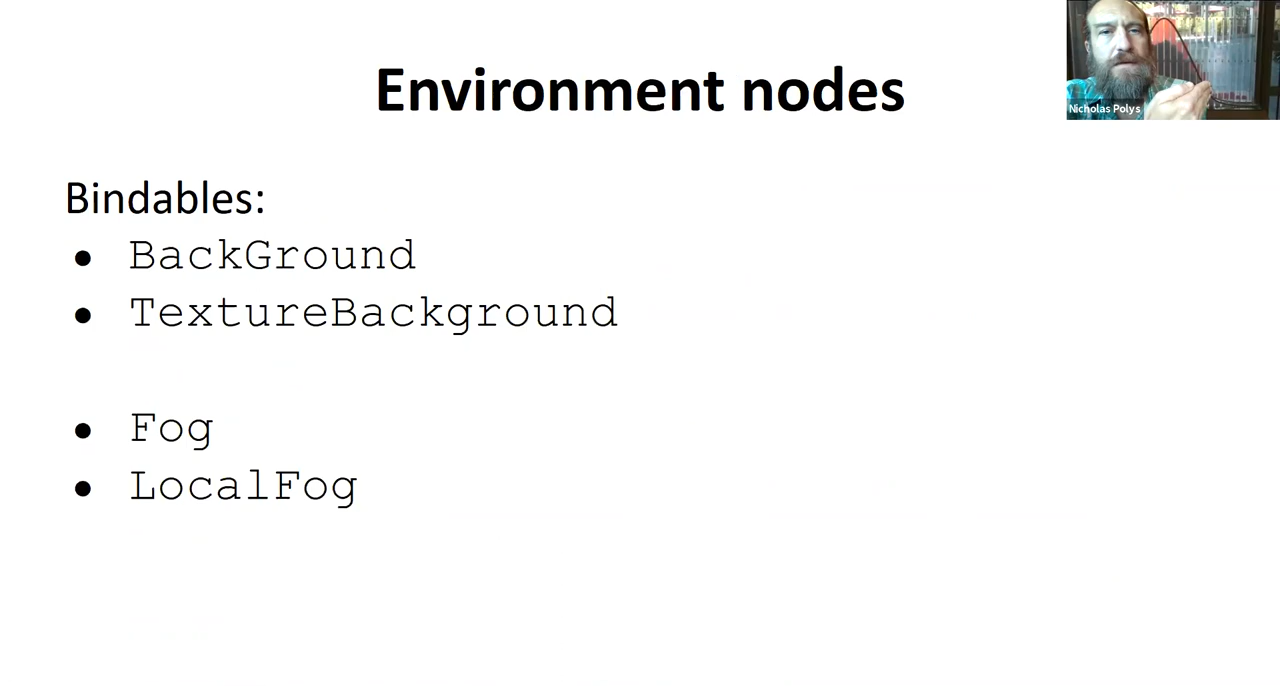 Environment nodes
Nicholas Polys
Bindables:
• BackGround
• TextureBackground
• Fog
• LocalFog